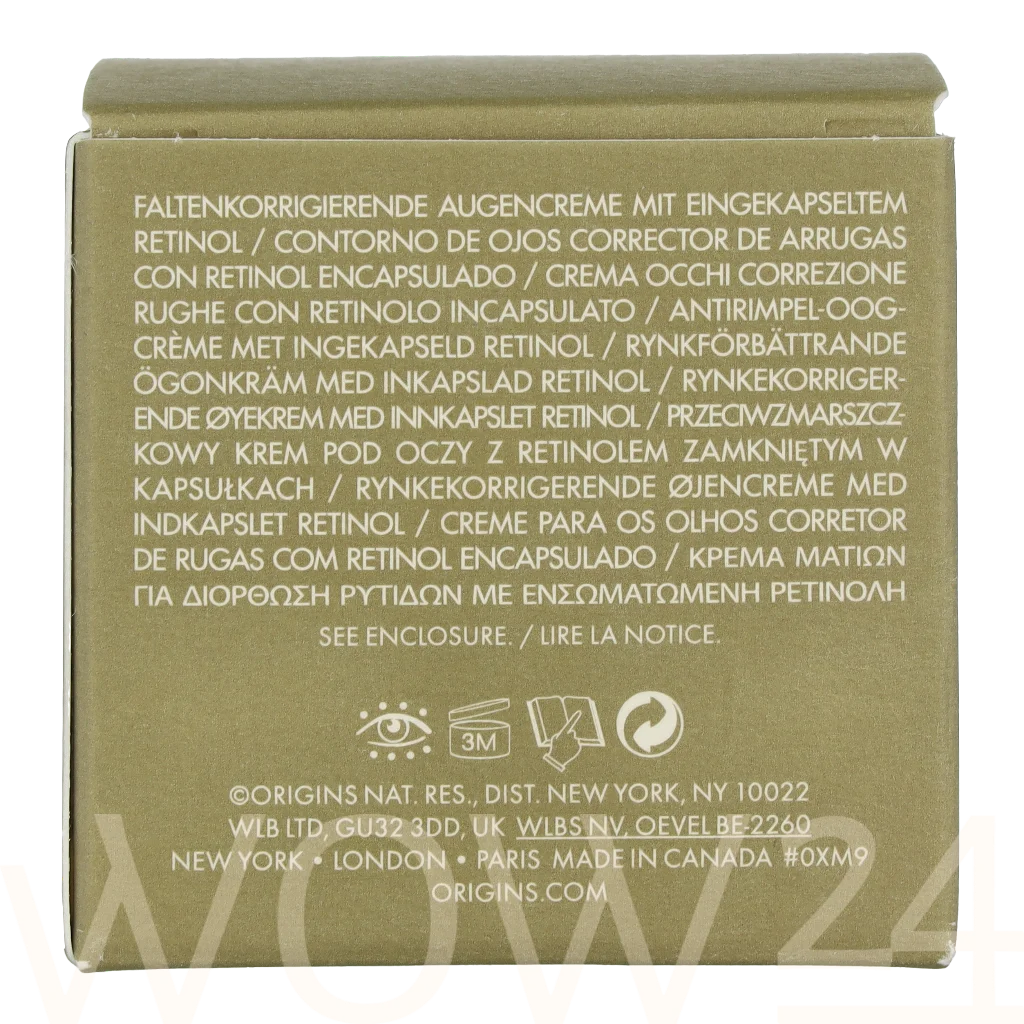 FALTENKORRIGIERENDE AUGENCREME MIT EINGEKAPSELTEM
RETINOL / CONTORNO DE OJOS CORRECTOR DE ARRUGAS
CON RETINOL ENCAPSULADO / CREMA OCCHI CORREZIONE
RUGHE CON RETINOLO INCAPSULATO / ANTIRIMPEL-OOG-
CRÈME MET INGEKAPSELD RETINOL / RYNKFÖRBÄTTRANDE
ÖGONKRÄM MED INKAPSLAD RETINOL / RYNKEKORRIGER-
ENDE ØYEKREM MED INNKAPSLET RETINOL / PRZECIWZMARSZCZ-
KOWY KREM POD OCZY Z RETINOLEM ZAMKNIĘTYM W
KAPSUŁKACH / RYNKEKORRIGERENDE ØJENCREME MED
INDKAPSLET RETINOL / CREME PARA OS OLHOS CORRETOR
DE RUGAS COM RETINOL ENCAPSULADO / ΚΡΕΜΑ ΜΑΤΙΩΝ
ΓΙΑ ΔΙΟΡΘΩΣΗ ΡΥΤΙΔΩΝ ΜΕ ΕΝΣΩΜΑΤΩΜΕΝΗ ΡΕΤΙΝΟΛΗ
SEE ENCLOSURE. / LIRE LA NOTICE.
3M
©ORIGINS NAT. RES., DIST. NEW YORK, NY 10022
WLB LTD, GU32 3DD, UK WLBS NV, OEVEL BE-2260
NEW YORK • LONDON • PARIS MADE IN CANADA #0XM9
ORIGINS.COM
WOW24